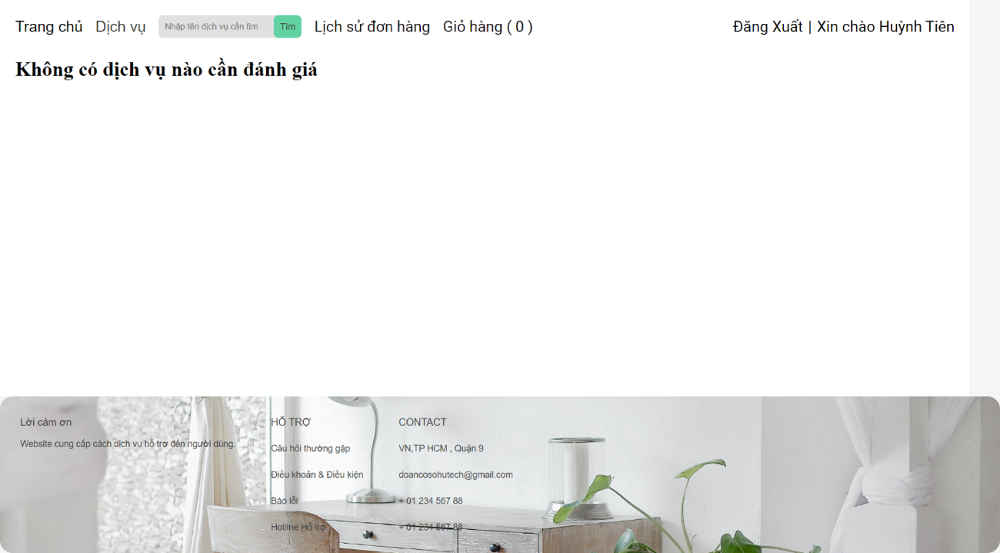 Trang chủ Dịch vụ Nhập tên dịch vụ cần tìm Tìm Lịch sử đơn hàng Giỏ hàng ( 0 ) Đăng Xuất | Xin chào Huỳnh Tiên
Không có dịch vụ nào cần đánh giá
Lời cảm ơn
Website cung cấp cách dịch vụ hỗ trợ đến người dùng.
HỖ TRỢ
Câu hỏi thường gặp
Điều khoản & Điều kiện
Báo lỗi
Hotline Hỗ trợ
CONTACT
VN,TP HCM , Quận 9
doancosohutech@gmail.com
+ 01 234 567 88
+ 01 234 567 88